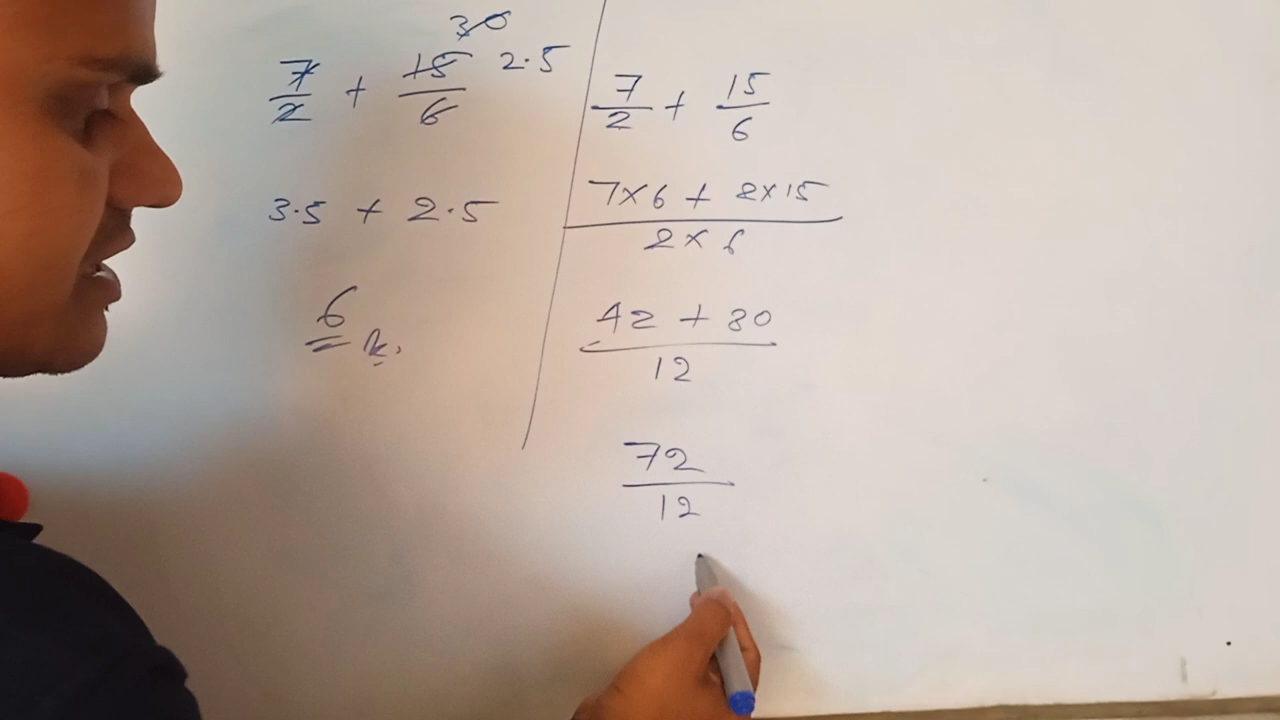 30
7/2 + 15/6 2.5
3.5 + 2.5
6
7/2 + 15/6
7×6 + 2×15
2×6
42 + 30
12
72
12